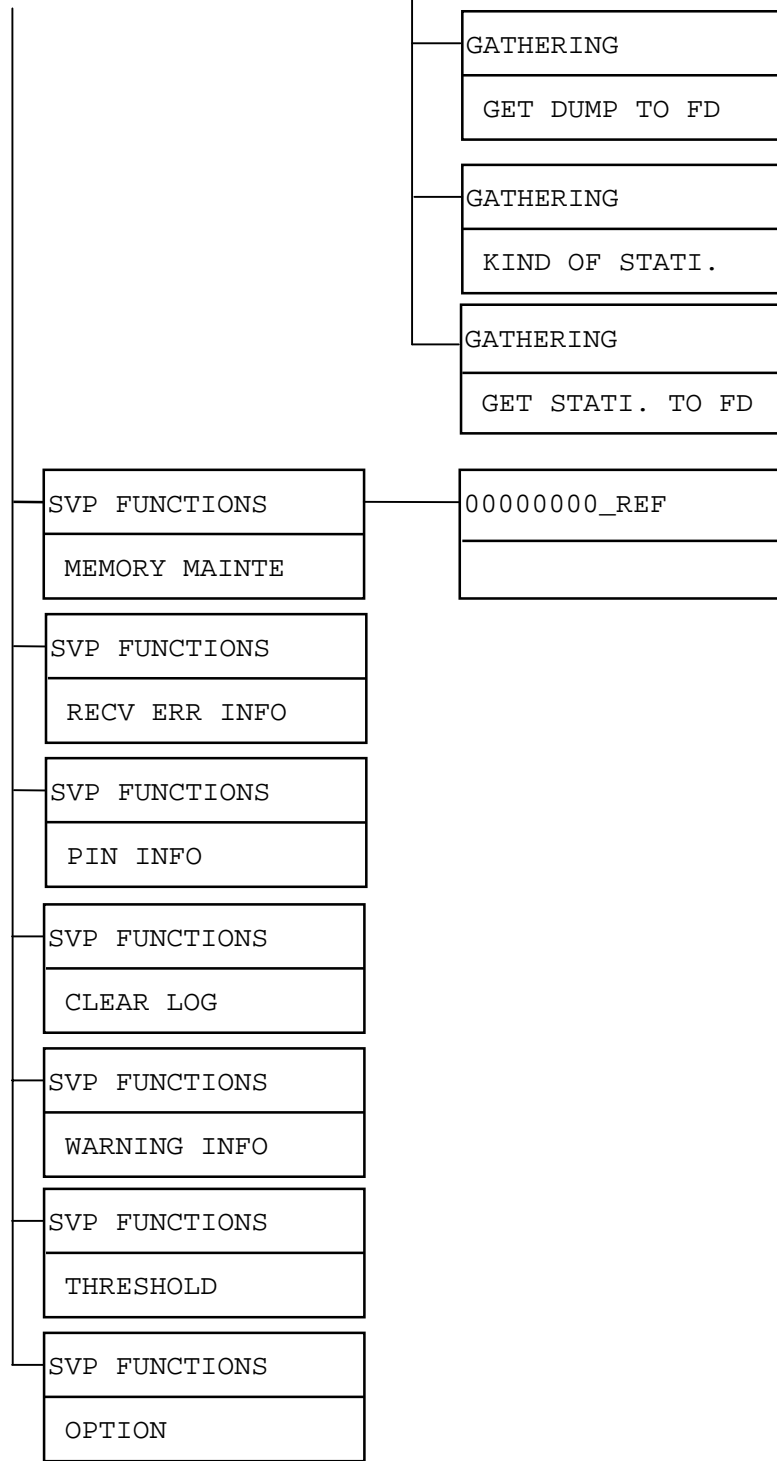 GATHERING
GET DUMP TO FD
GATHERING
KIND OF STATI.
GATHERING
GET STATI. TO FD
SVP FUNCTIONS
MEMORY MAINTE
00000000_REF
SVP FUNCTIONS
RECV ERR INFO
SVP FUNCTIONS
PIN INFO
SVP FUNCTIONS
CLEAR LOG
SVP FUNCTIONS
WARNING INFO
SVP FUNCTIONS
THRESHOLD
SVP FUNCTIONS
OPTION